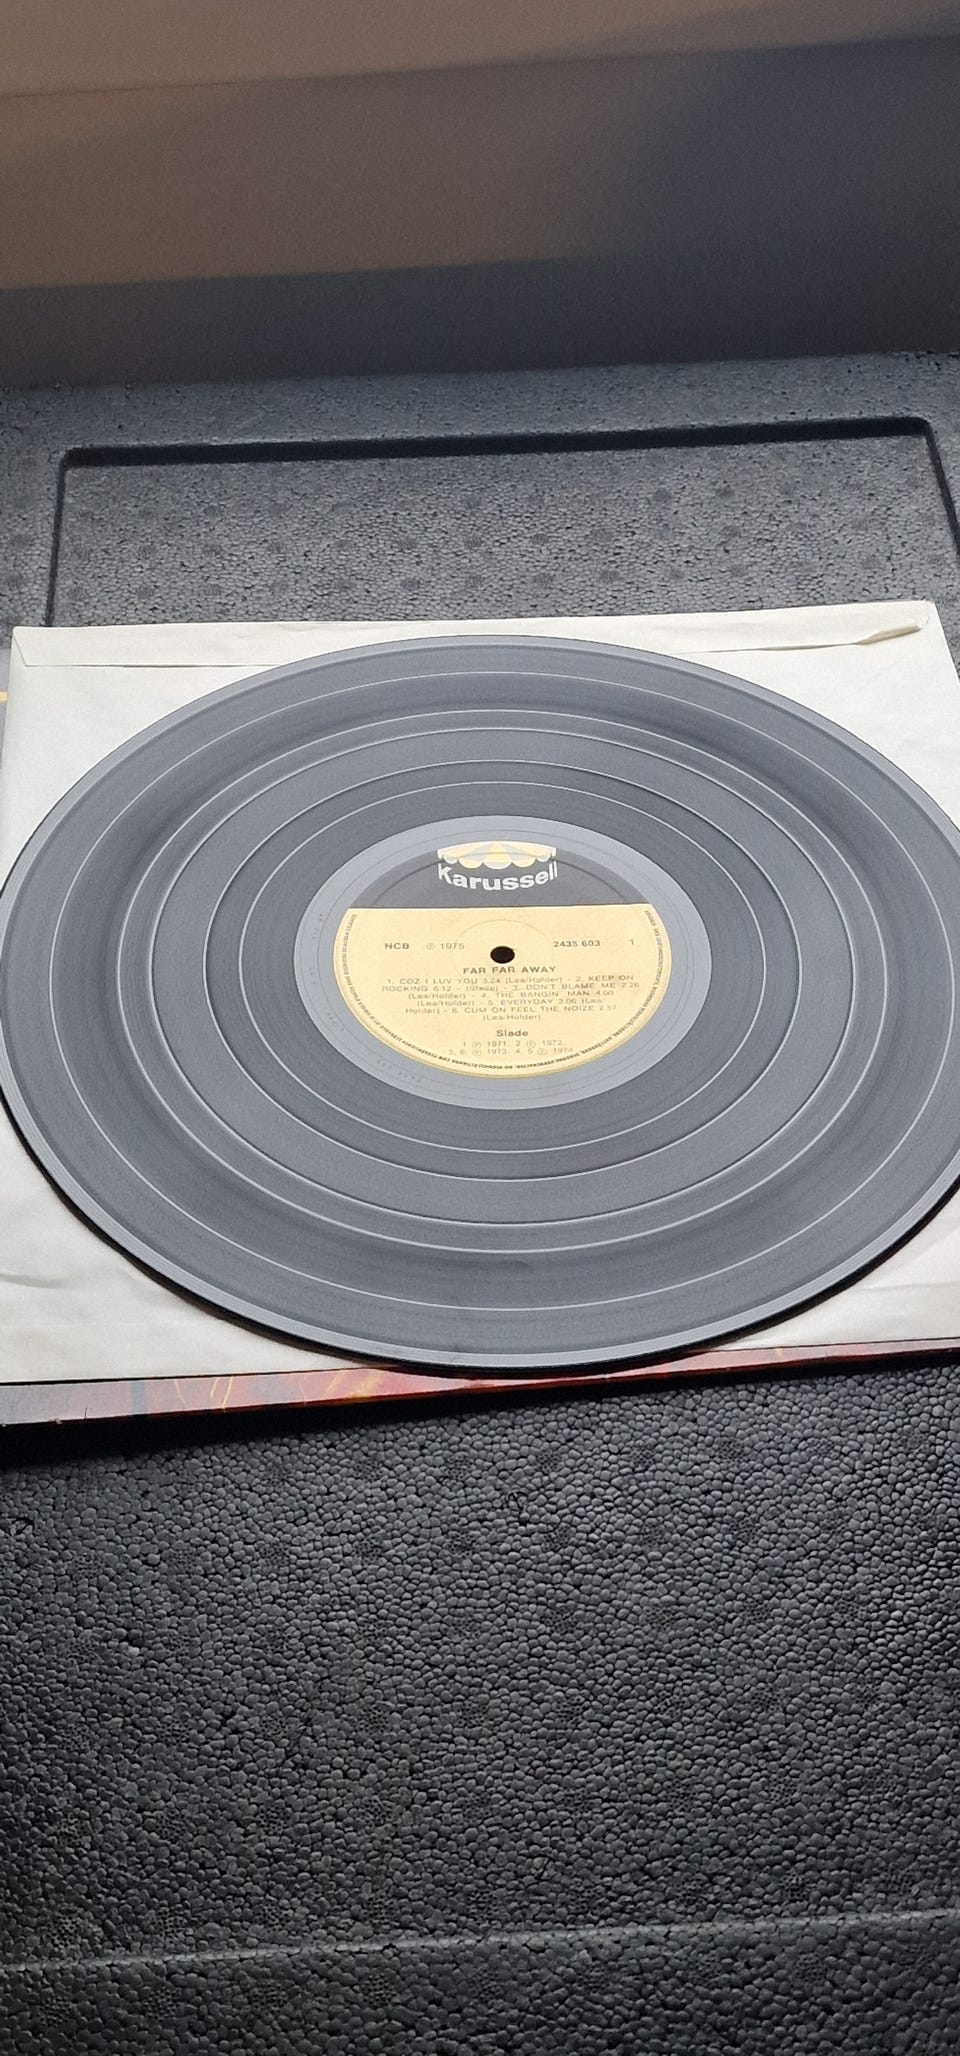 Karussell
NCB ℗ 1975 2435 603 1
FAR FAR AWAY
1. COZ I LUV YOU 3.24 (Lea/Holder) - 2. KEEP ON
ROCKING 6.12 - (Slade) - 3. DON'T BLAME ME 2.26
(Lea/Holder) - 4. THE BANGIN' MAN 4.00
(Lea/Holder) - 5. EVERYDAY 3.06 (Lea/
Holder) - 6. CUM ON FEEL THE NOIZE 2.51
(Lea/Holder)
Slade
1 ℗ 1971, 2 ℗ 1972,
3, 6 ℗ 1973, 4, 5 ℗ 1974